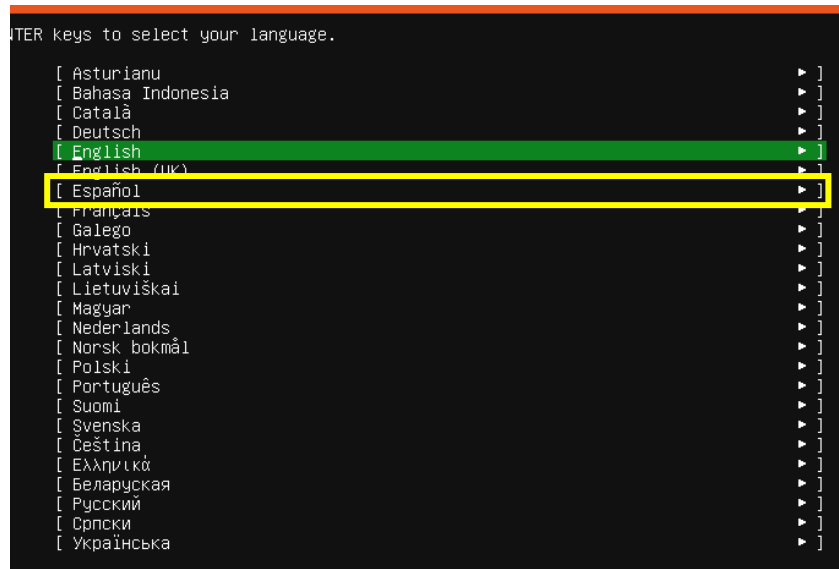 NTER keys to select your language.
[ Asturianu ▸ ]
[ Bahasa Indonesia ▸ ]
[ Català ▸ ]
[ Deutsch ▸ ]
[ English ▸ ]
[ English (UK) ▸ ]
[ Español ▸ ]
[ Français ▸ ]
[ Galego ▸ ]
[ Hrvatski ▸ ]
[ Latviski ▸ ]
[ Lietuviškai ▸ ]
[ Magyar ▸ ]
[ Nederlands ▸ ]
[ Norsk bokmål ▸ ]
[ Polski ▸ ]
[ Português ▸ ]
[ Suomi ▸ ]
[ Svenska ▸ ]
[ Čeština ▸ ]
[ Ελληνικά ▸ ]
[ Беларуская ▸ ]
[ Русский ▸ ]
[ Српски ▸ ]
[ Українська ▸ ]